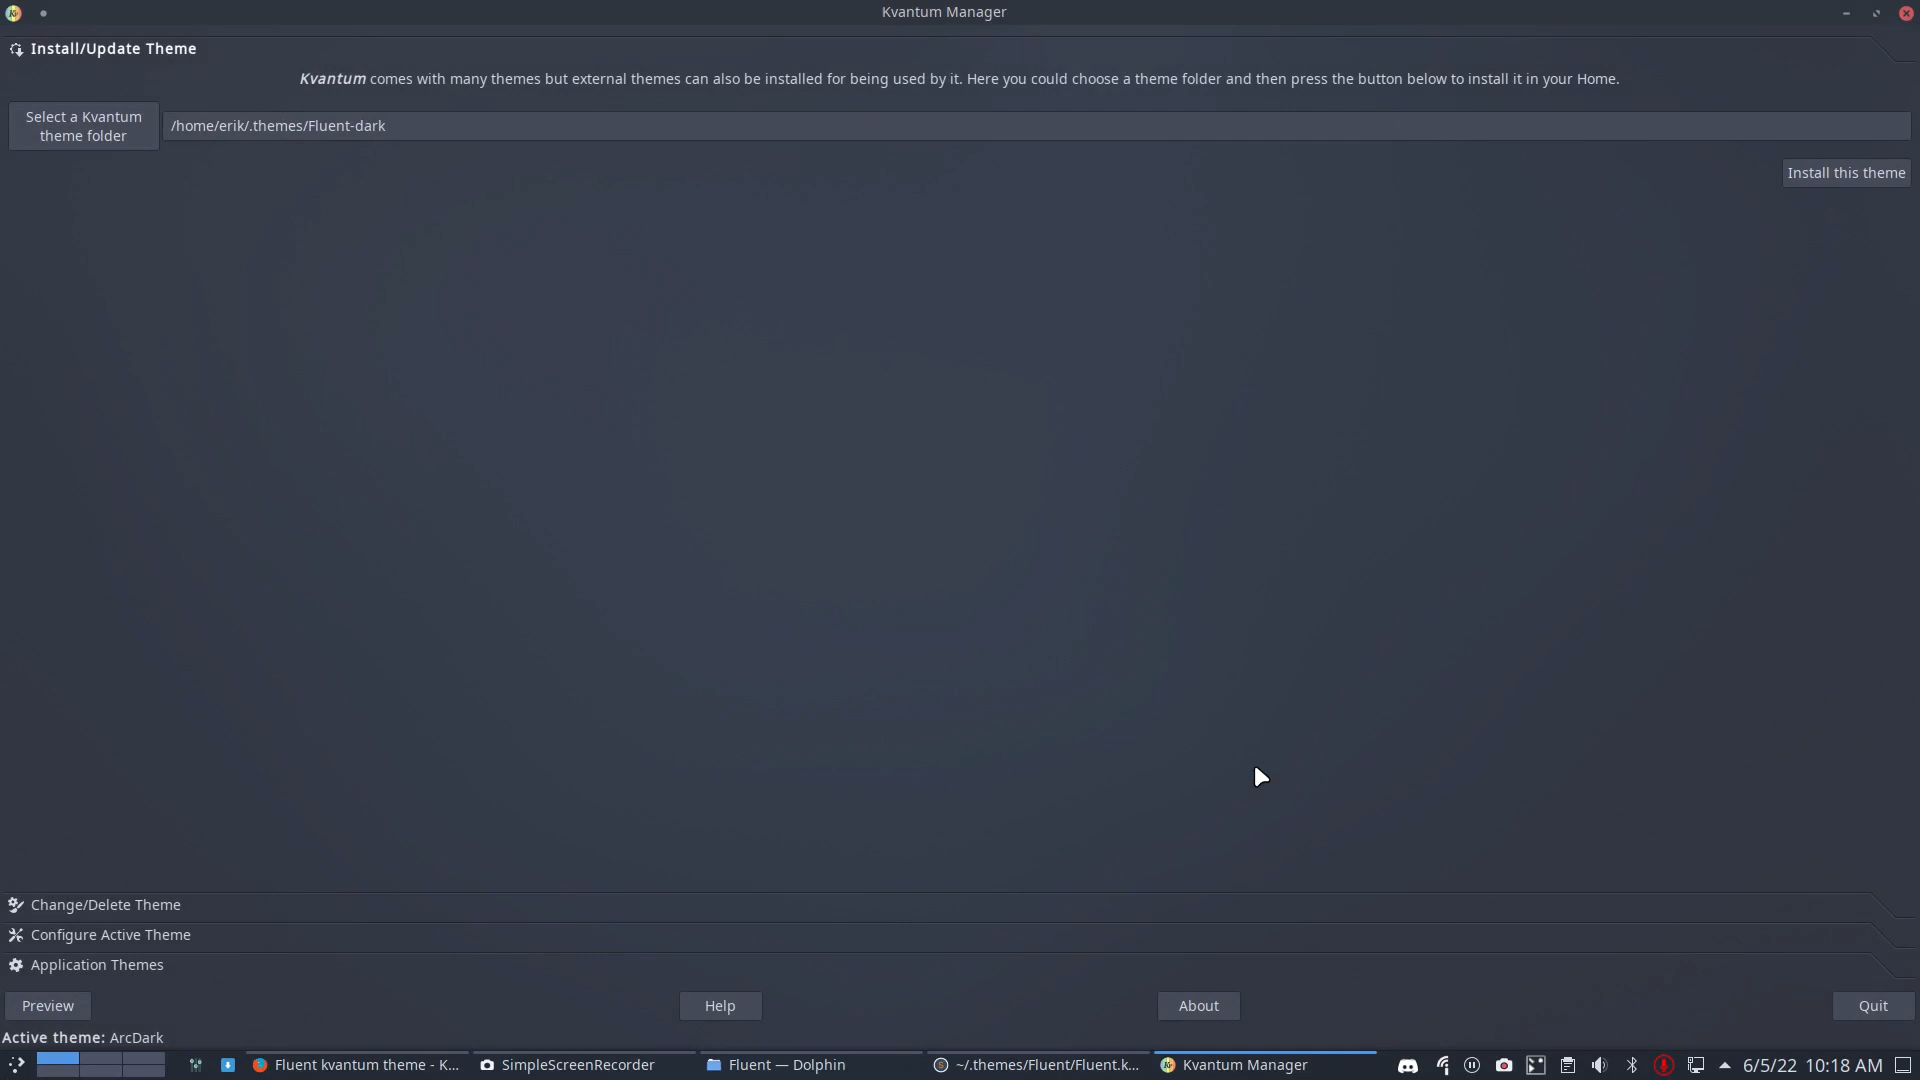 Kvantum Manager
Install/Update Theme
Kvantum comes with many themes but external themes can also be installed for being used by it. Here you could choose a theme folder and then press the button below to install it in your Home.
Select a Kvantum
theme folder
/home/erik/.themes/Fluent-dark
Install this theme
Change/Delete Theme
Configure Active Theme
Application Themes
Preview
Help
About
Quit
Active theme: ArcDark
Fluent kvantum theme - K...
SimpleScreenRecorder
Fluent — Dolphin
~/.themes/Fluent/Fluent.k...
Kvantum Manager
6/5/22 10:18 AM